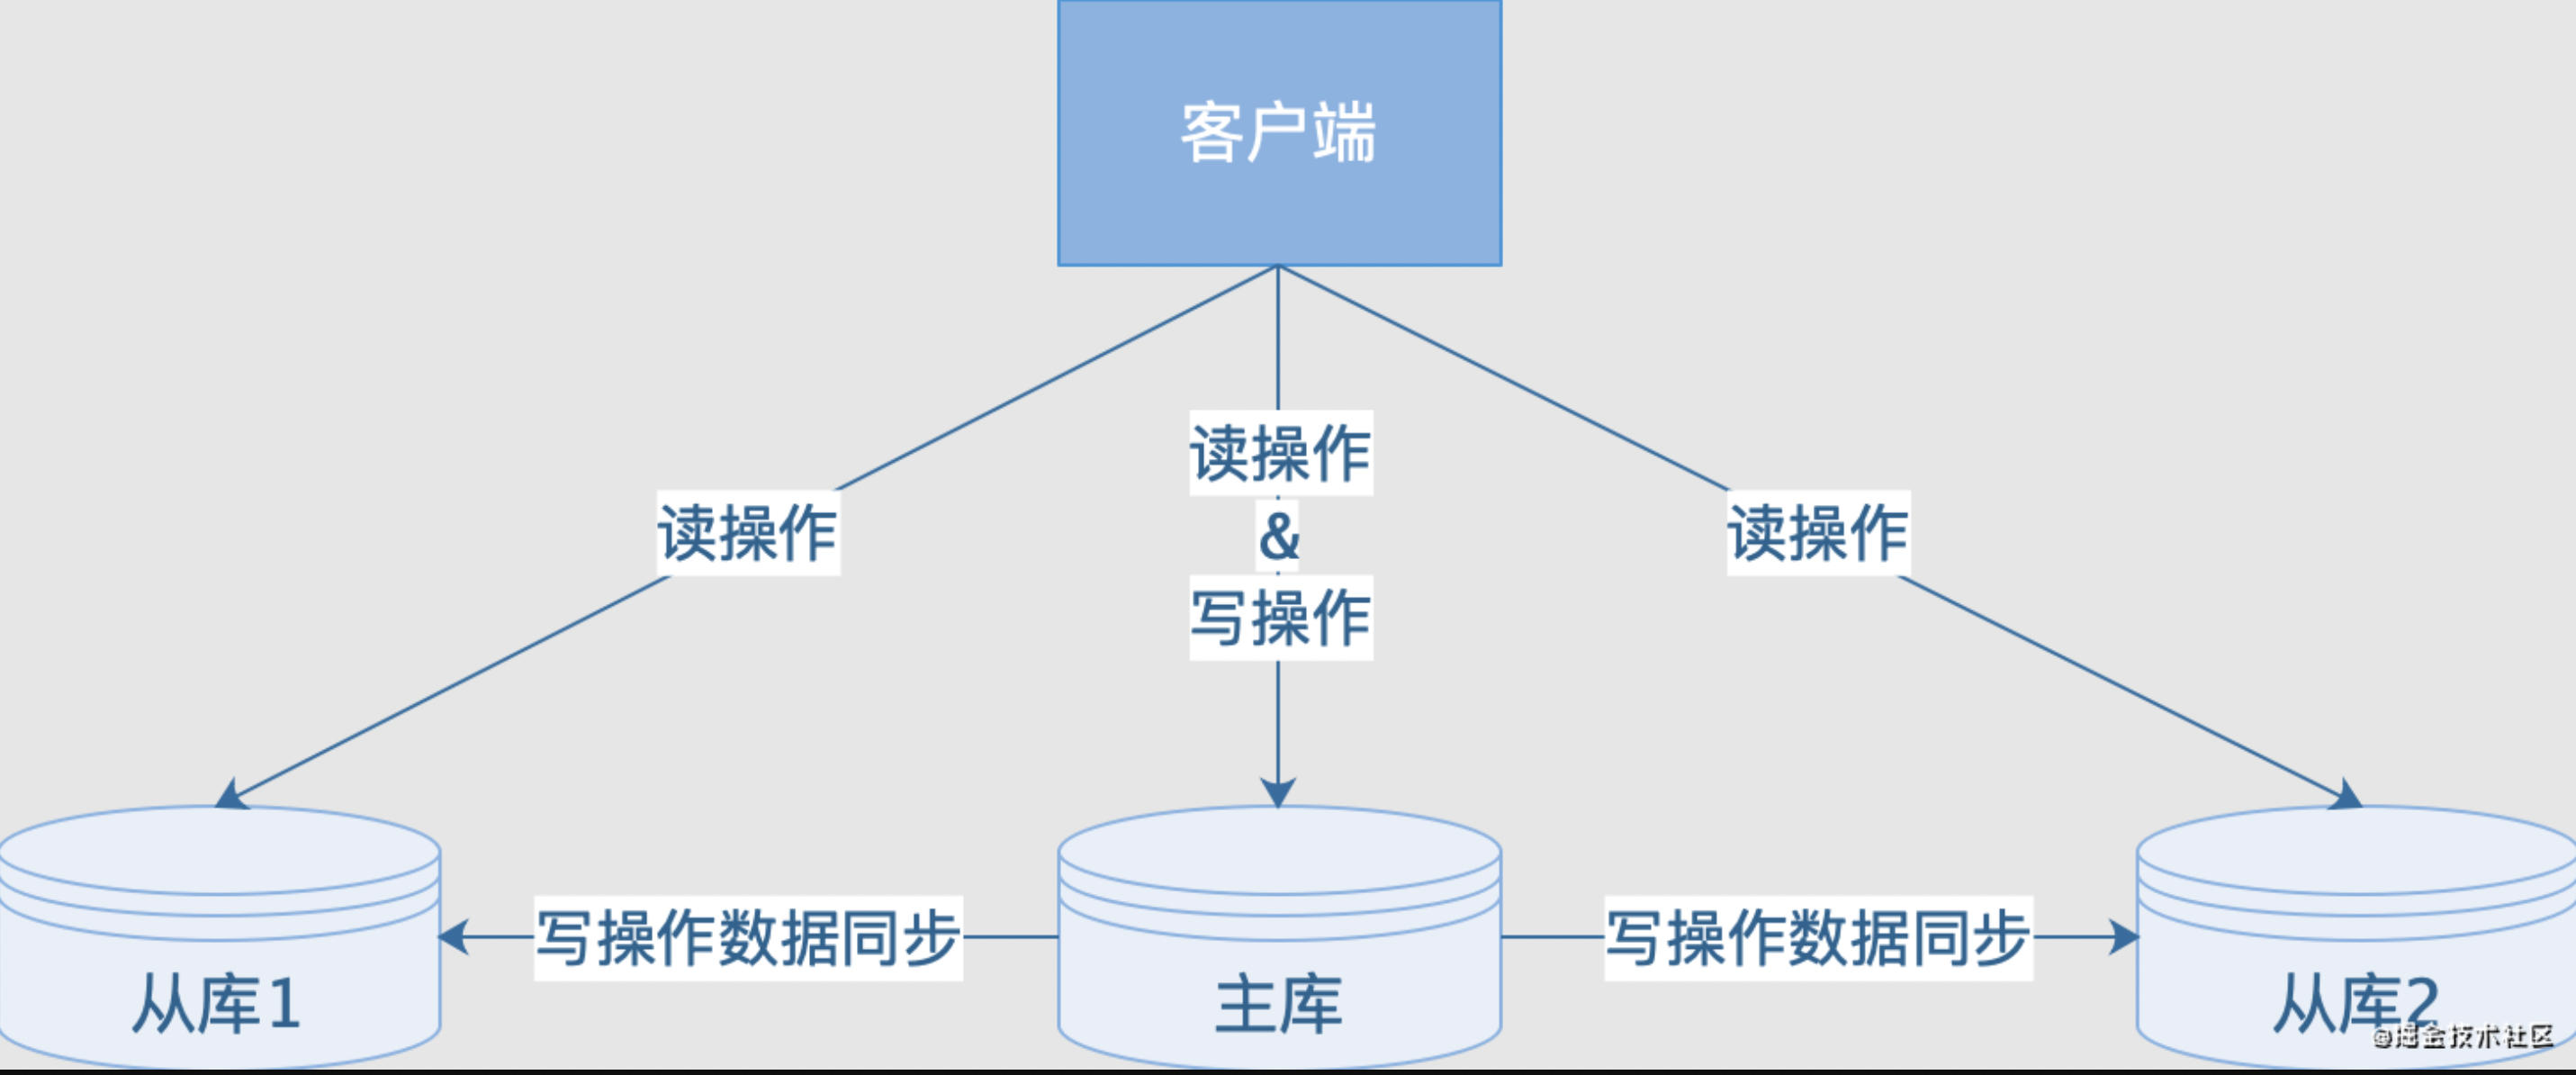 客户端
读操作
&
写操作
读操作
读操作
写操作数据同步
写操作数据同步
从库1
主库
从库2
@掘金技术社区